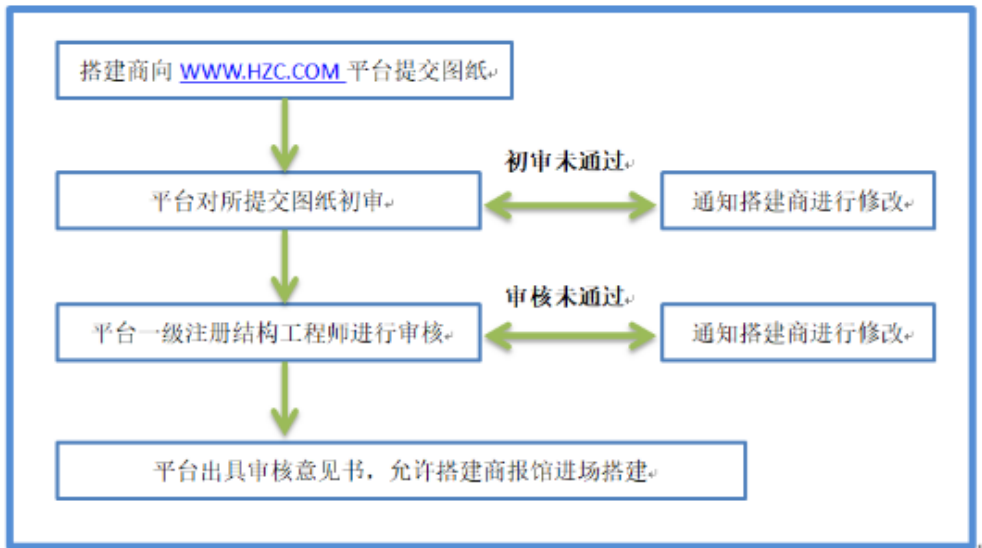 搭建商向 WWW.HZC.COM 平台提交图纸
初审未通过
平台对所提交图纸初审
通知搭建商进行修改
审核未通过
平台一级注册结构工程师进行审核
通知搭建商进行修改
平台出具审核意见书，允许搭建商报馆进场搭建